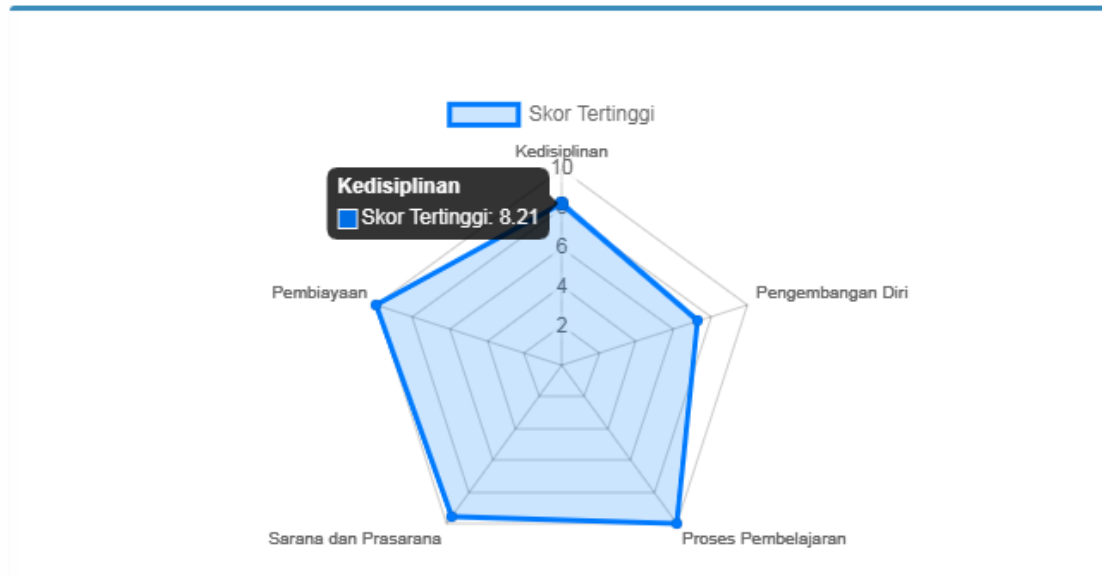 Skor Tertinggi
Kedisiplinan
10
Kedisiplinan
Skor Tertinggi: 8.21
8
6
Pembiayaan
4
Pengembangan Diri
2
Sarana dan Prasarana
Proses Pembelajaran